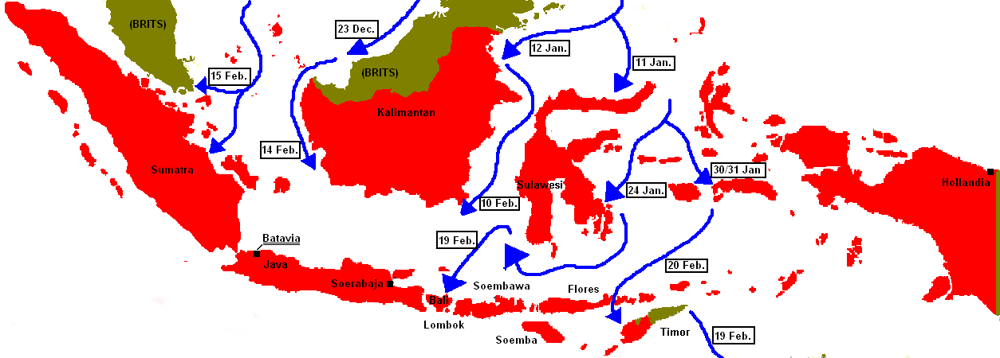 (BRITS)
23 Dec.
12 Jan.
11 Jan.
15 Feb.
(BRITS)
Kalimantan
14 Feb.
Sumatra
30/31 Jan
Hollandia
Sulawesi
24 Jan.
10 Feb.
19 Feb.
Batavia
Java
20 Feb.
Soerabaja
Soembawa
Flores
Bali
Lombok
Soemba
Timor
19 Feb.